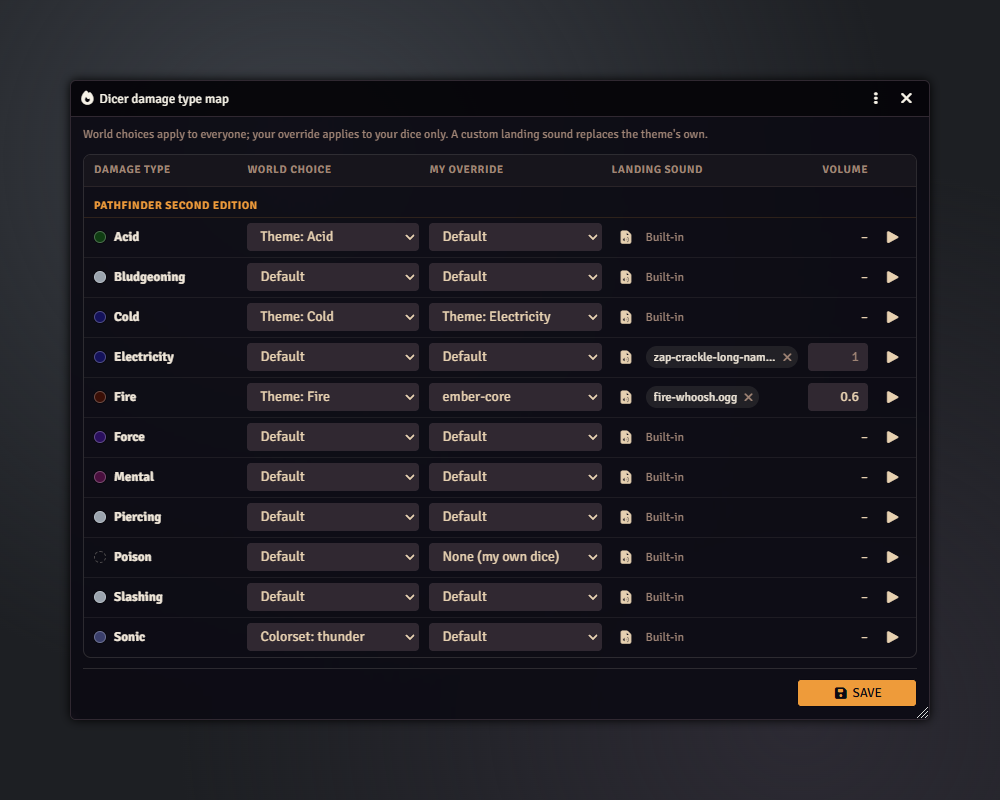 Dicer damage type map
World choices apply to everyone; your override applies to your dice only. A custom landing sound replaces the theme's own.
DAMAGE TYPE WORLD CHOICE MY OVERRIDE LANDING SOUND VOLUME
PATHFINDER SECOND EDITION
Acid Theme: Acid Default Built-in –
Bludgeoning Default Default Built-in –
Cold Theme: Cold Theme: Electricity Built-in –
Electricity Default Default zap-crackle-long-nam... 1
Fire Theme: Fire ember-core fire-whoosh.ogg 0.6
Force Default Default Built-in –
Mental Default Default Built-in –
Piercing Default Default Built-in –
Poison Default None (my own dice) Built-in –
Slashing Default Default Built-in –
Sonic Colorset: thunder Default Built-in –
SAVE